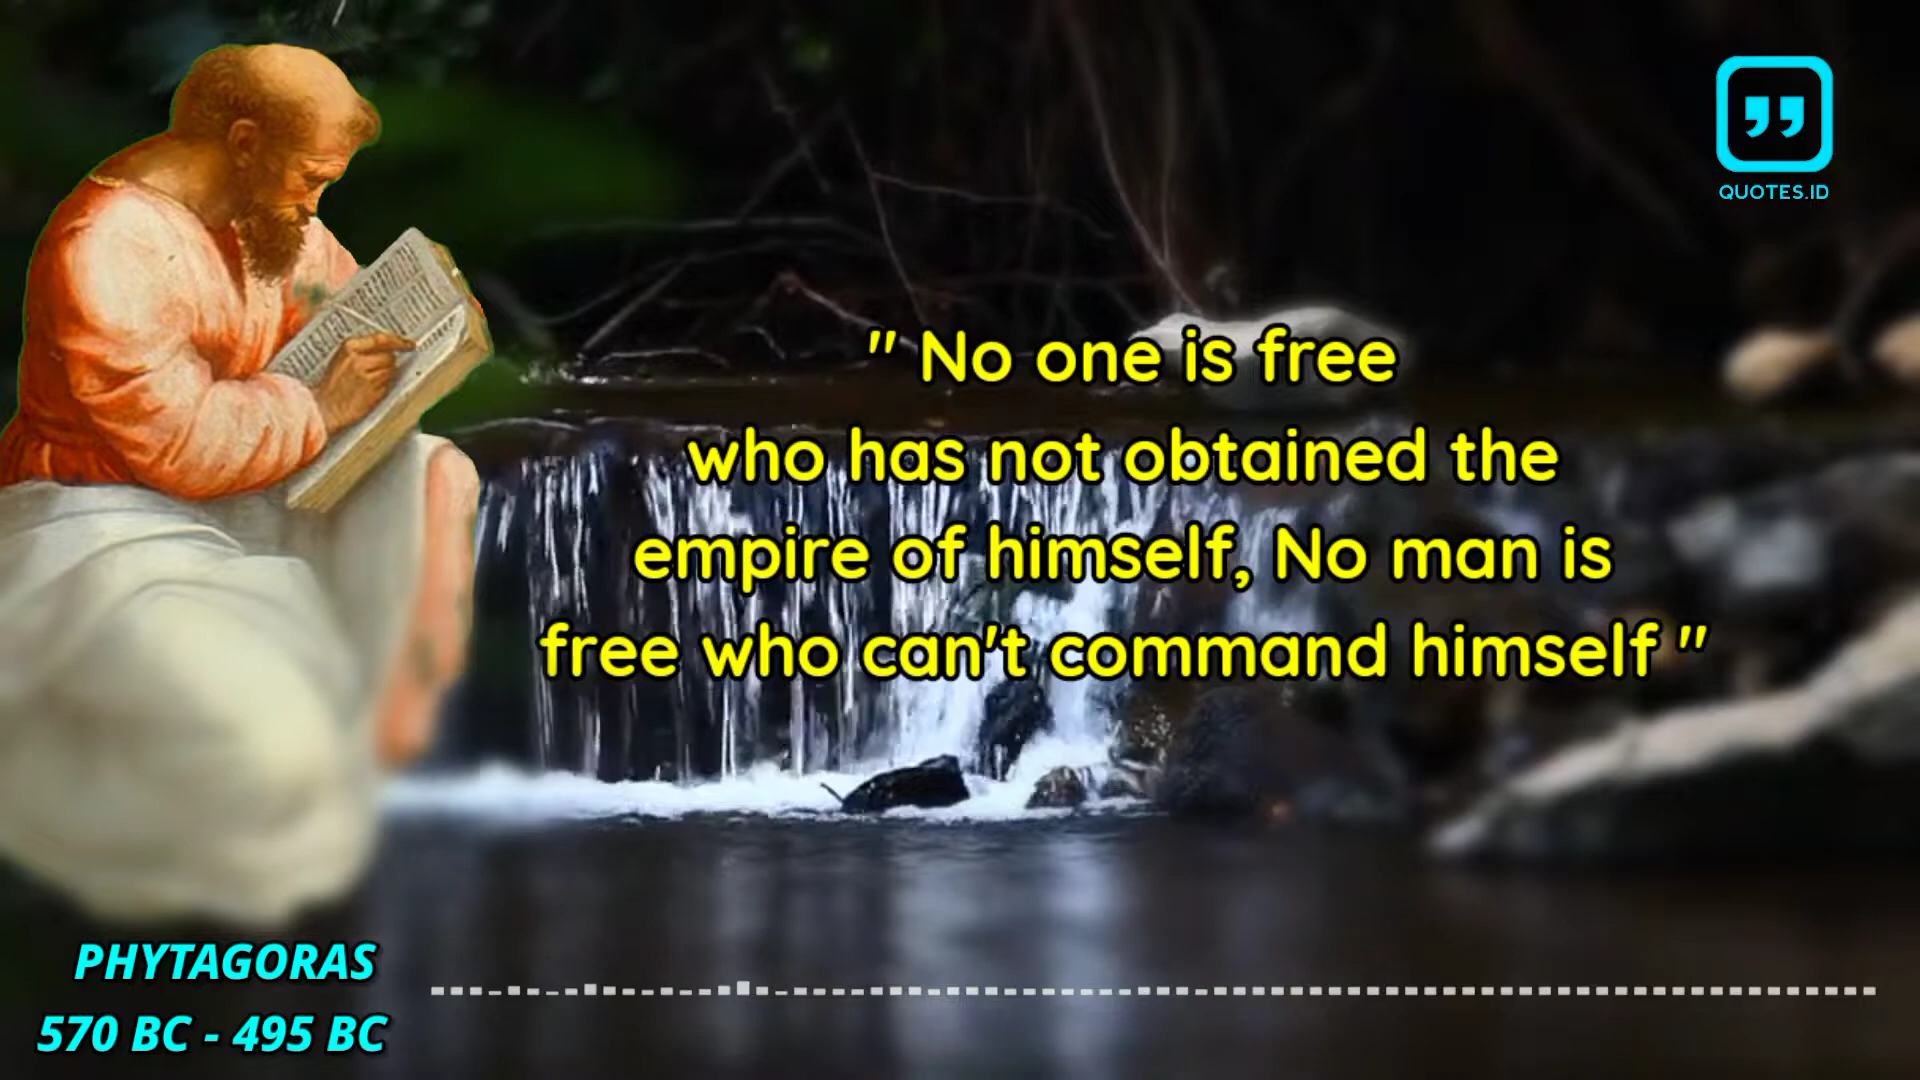 QUOTES.ID
" No one is free
who has not obtained the
empire of himself, No man is
free who can't command himself "
PHYTAGORAS
570 BC - 495 BC